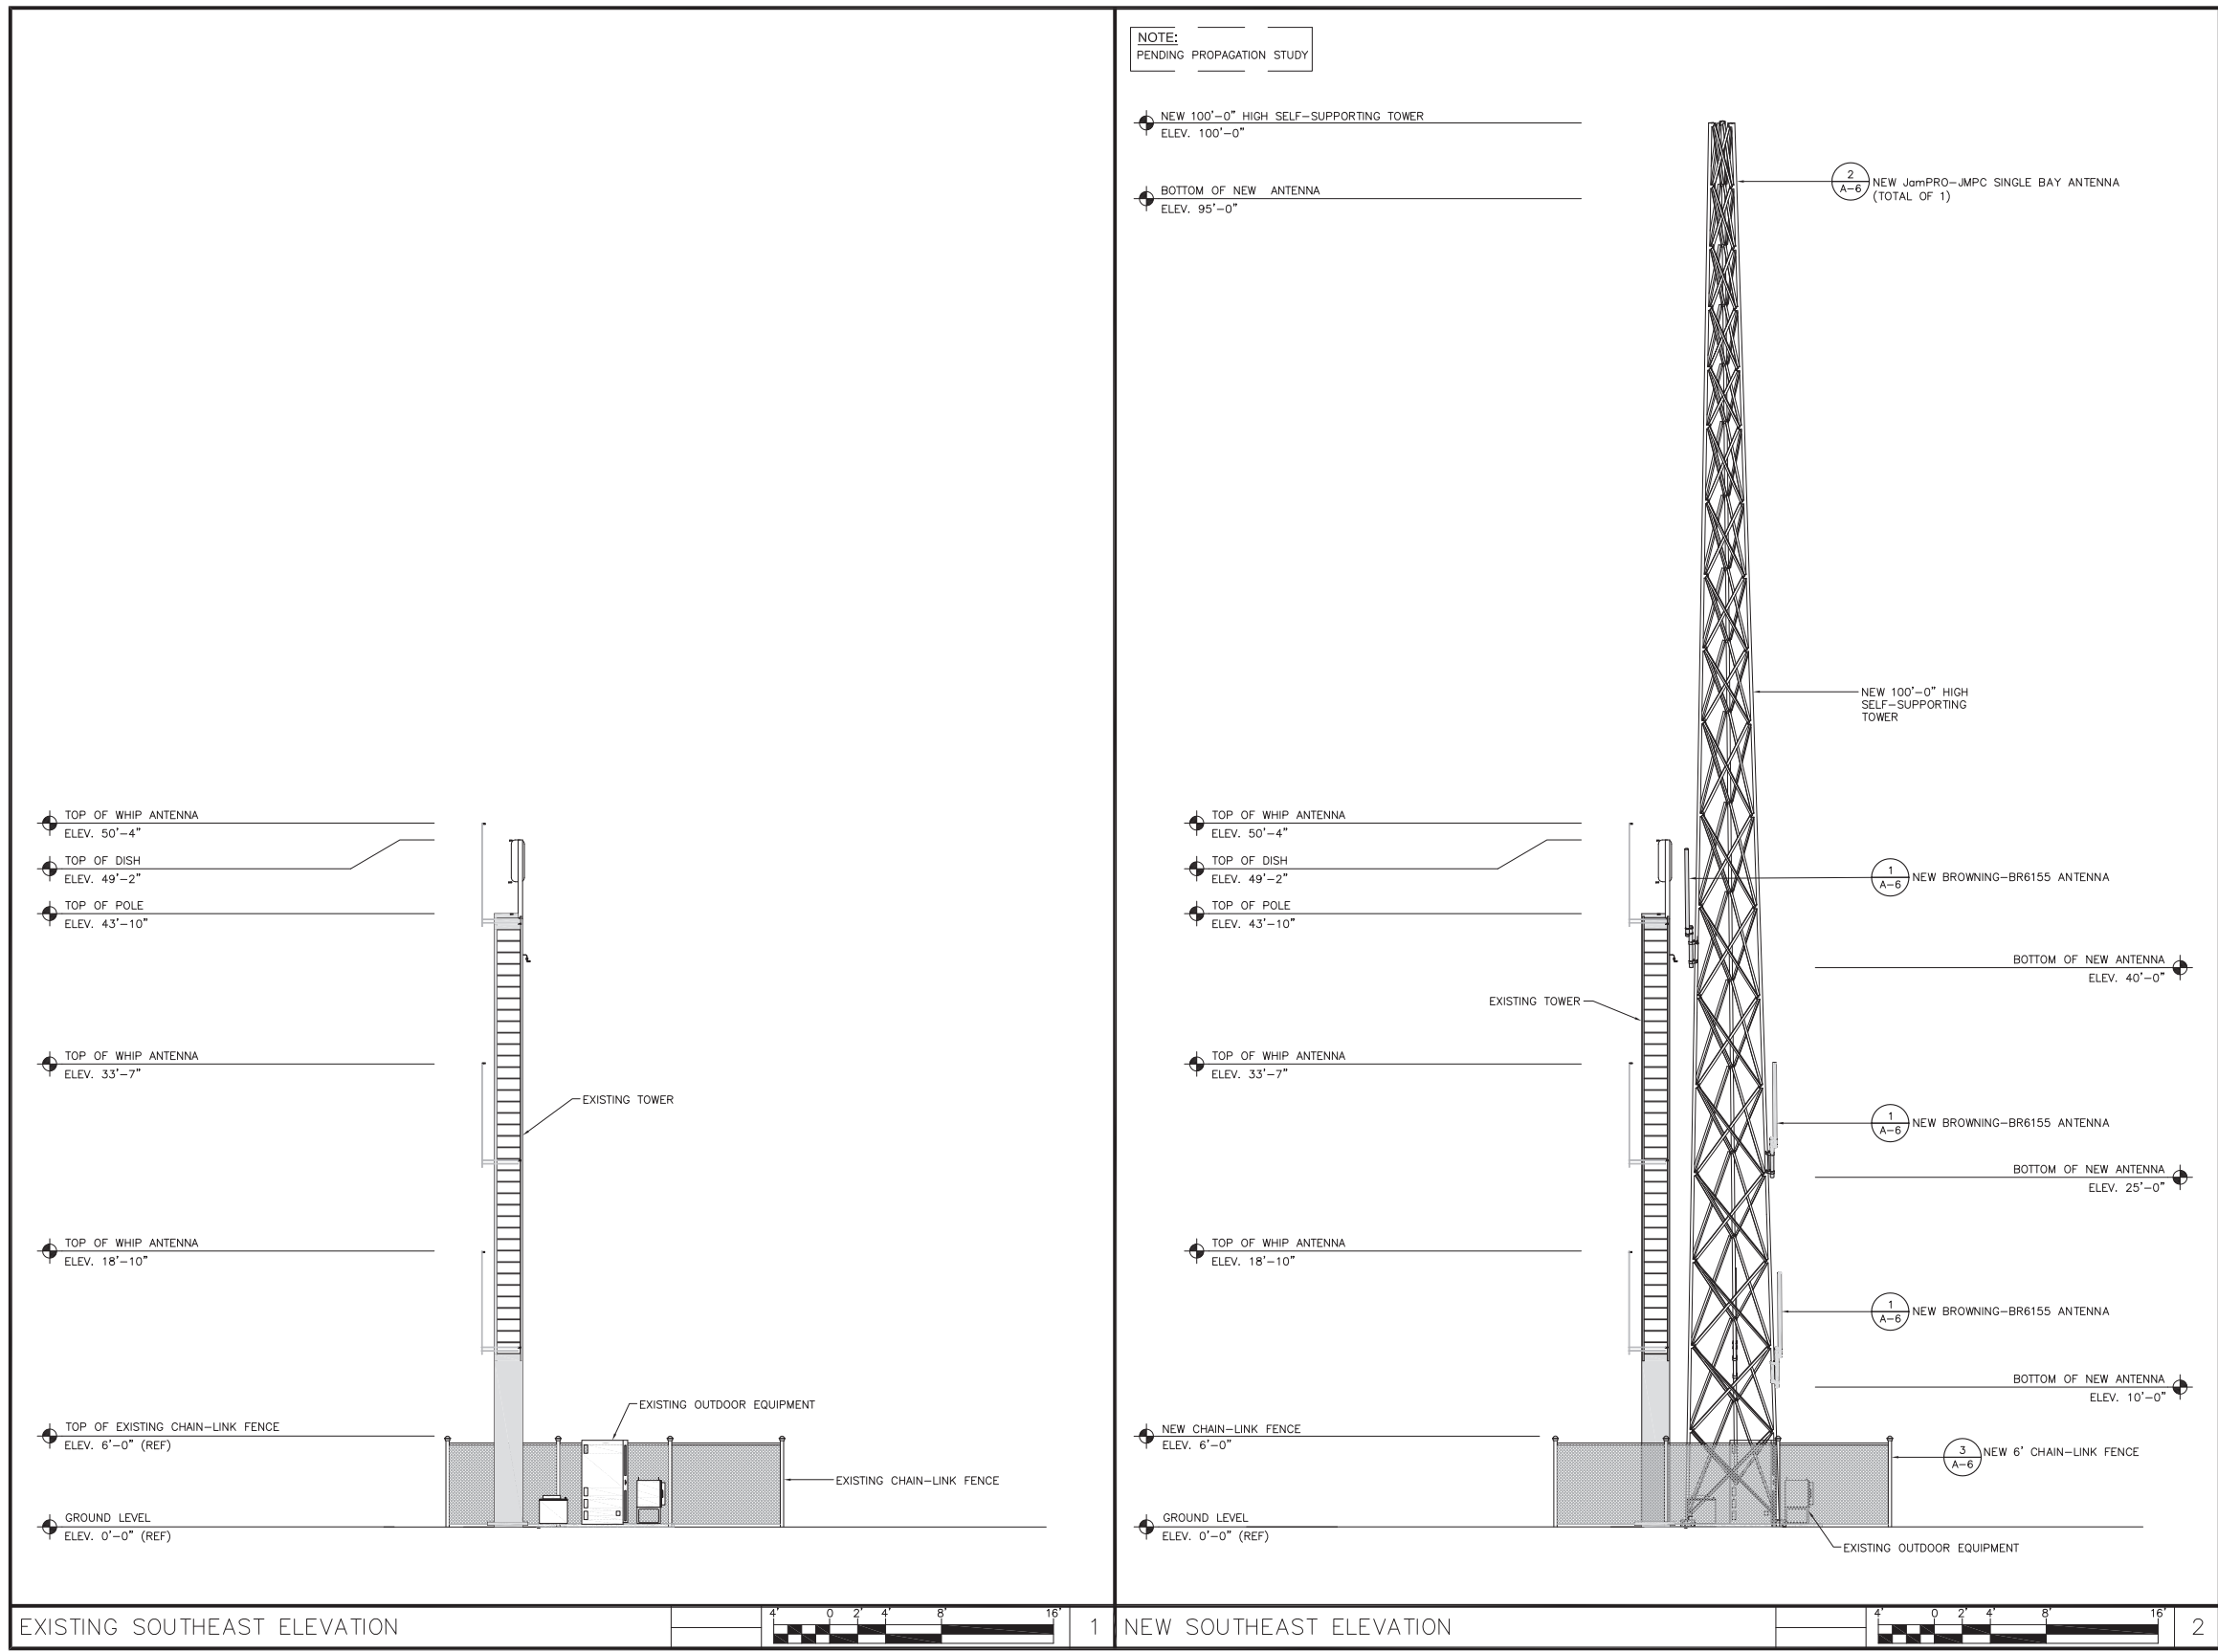 TOP OF WHIP ANTENNA
ELEV. 50'-4"
TOP OF DISH
ELEV. 49'-2"
TOP OF POLE
ELEV. 43'-10"
TOP OF WHIP ANTENNA
ELEV. 33'-7"
EXISTING TOWER
TOP OF WHIP ANTENNA
ELEV. 18'-10"
EXISTING OUTDOOR EQUIPMENT
TOP OF EXISTING CHAIN-LINK FENCE
ELEV. 6'-0" (REF)
EXISTING CHAIN-LINK FENCE
GROUND LEVEL
ELEV. 0'-0" (REF)
EXISTING SOUTHEAST ELEVATION
4' 0 2' 4' 8' 16'
1
NOTE:
PENDING PROPAGATION STUDY
NEW 100'-0" HIGH SELF-SUPPORTING TOWER
ELEV. 100'-0"
2
A-6
NEW JamPRO-JMPC SINGLE BAY ANTENNA
(TOTAL OF 1)
BOTTOM OF NEW ANTENNA
ELEV. 95'-0"
NEW 100'-0" HIGH
SELF-SUPPORTING
TOWER
TOP OF WHIP ANTENNA
ELEV. 50'-4"
TOP OF DISH
ELEV. 49'-2"
1
A-6
NEW BROWNING-BR6155 ANTENNA
TOP OF POLE
ELEV. 43'-10"
BOTTOM OF NEW ANTENNA
ELEV. 40'-0"
EXISTING TOWER
TOP OF WHIP ANTENNA
ELEV. 33'-7"
1
A-6
NEW BROWNING-BR6155 ANTENNA
BOTTOM OF NEW ANTENNA
ELEV. 25'-0"
TOP OF WHIP ANTENNA
ELEV. 18'-10"
1
A-6
NEW BROWNING-BR6155 ANTENNA
BOTTOM OF NEW ANTENNA
ELEV. 10'-0"
NEW CHAIN-LINK FENCE
ELEV. 6'-0"
3
A-6
NEW 6' CHAIN-LINK FENCE
GROUND LEVEL
ELEV. 0'-0" (REF)
EXISTING OUTDOOR EQUIPMENT
NEW SOUTHEAST ELEVATION
4' 0 2' 4' 8' 16'
2